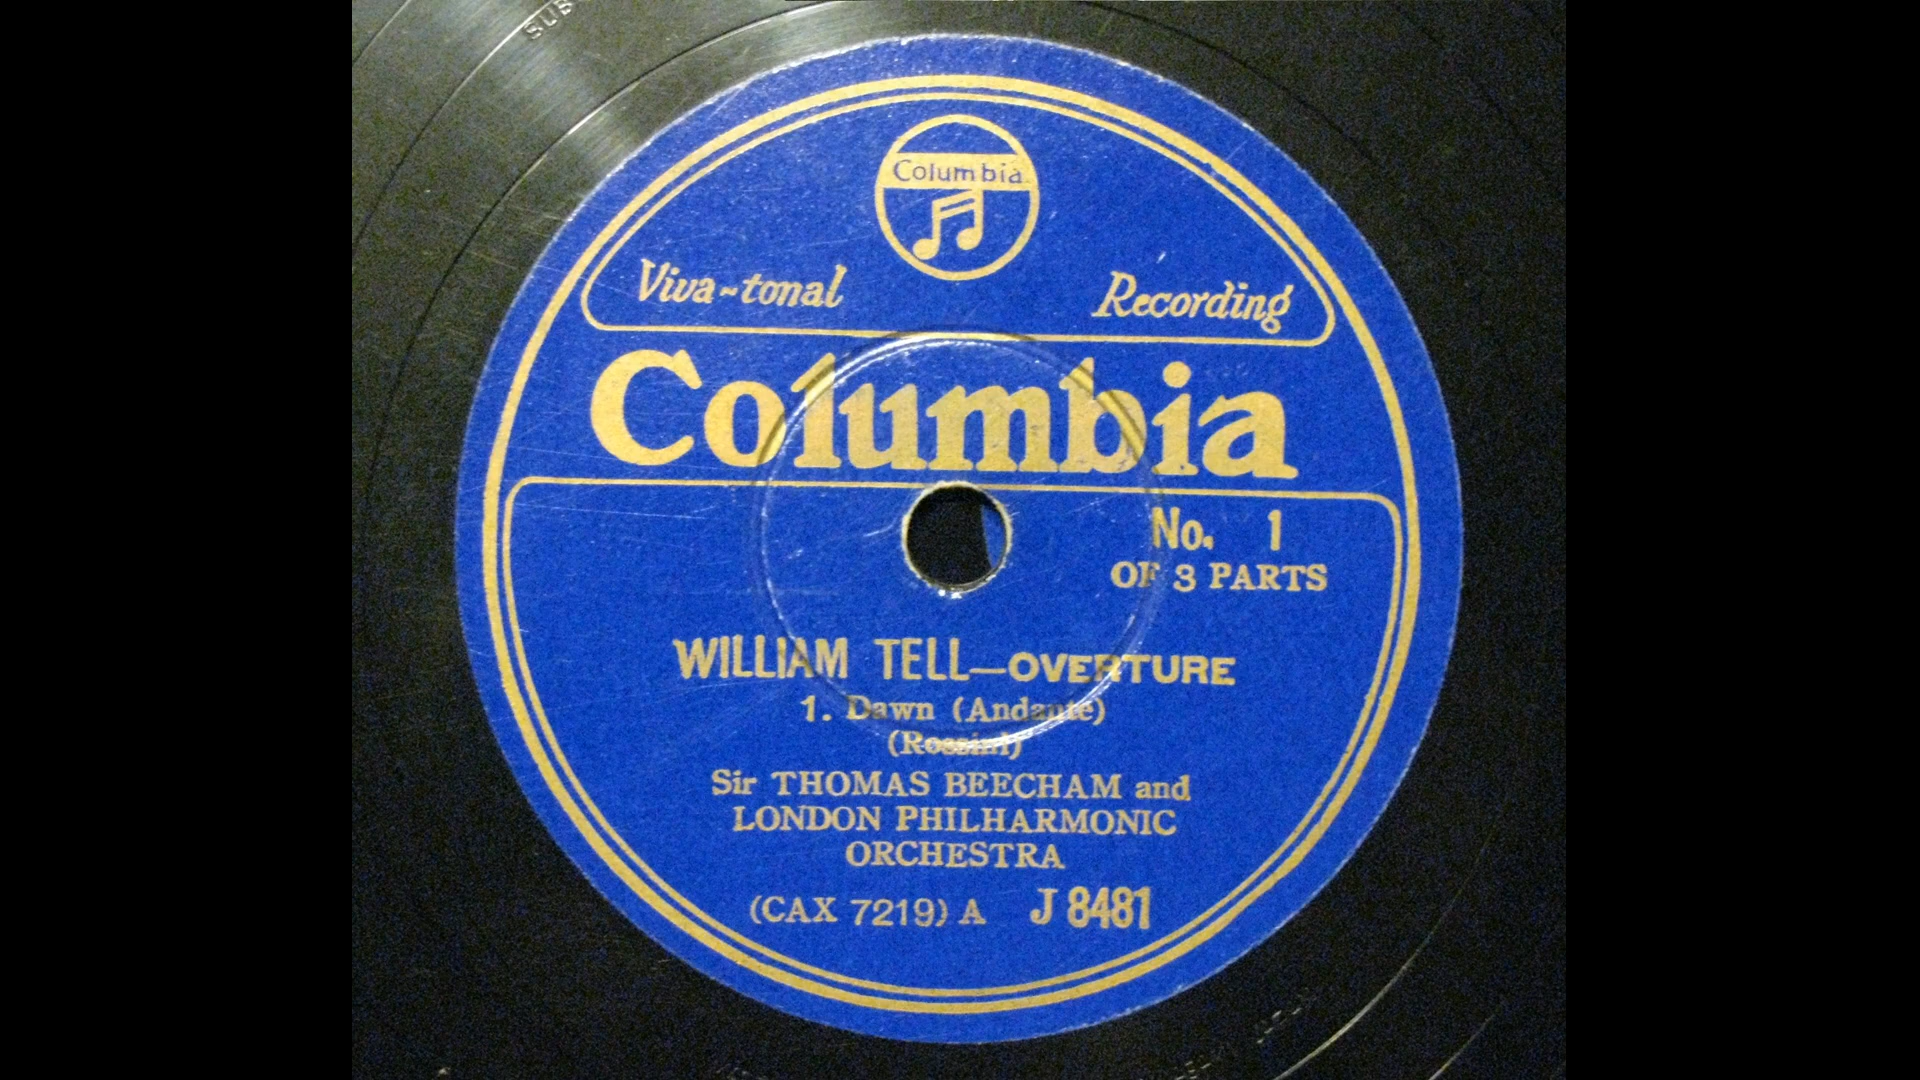 SUB
Columbia
Viva-tonal Recording
Columbia
No. 1
OF 3 PARTS
WILLIAM TELL—OVERTURE
1. Dawn (Andante)
(Rossini)
Sir THOMAS BEECHAM and
LONDON PHILHARMONIC
ORCHESTRA
(CAX 7219) A J 8481